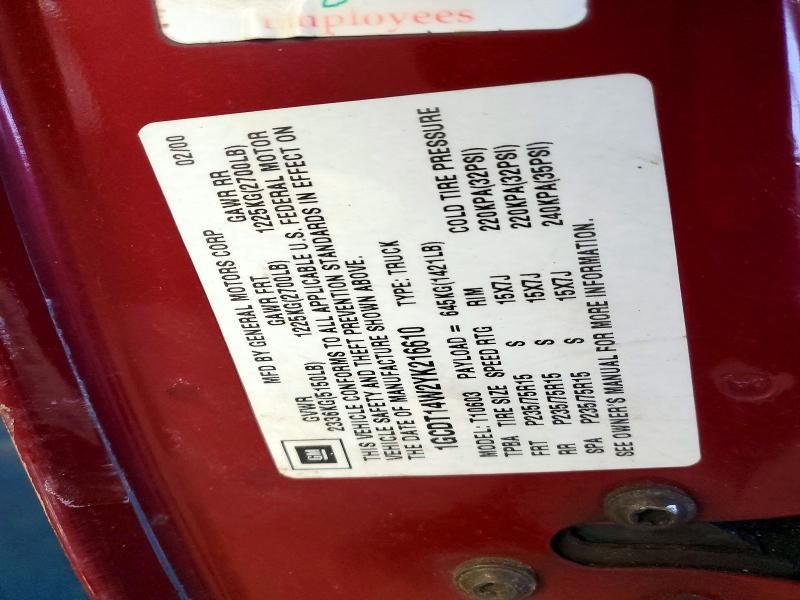 employees
MFD BY GENERAL MOTORS CORP 02/00
GVWR GAWR FRT GAWR RR
2336KG(5150LB) 1225KG(2700LB) 1225KG(2700LB)
THIS VEHICLE CONFORMS TO ALL APPLICABLE U.S. FEDERAL MOTOR
VEHICLE SAFETY AND THEFT PREVENTION STANDARDS IN EFFECT ON
THE DATE OF MANUFACTURE SHOWN ABOVE.
1GCDT14W2YK216610 TYPE: TRUCK
MODEL: T10603 PAYLOAD = 645KG(1421LB)
TPBA TIRE SIZE SPEED RTG RIM COLD TIRE PRESSURE
FRT P235/75R15 S 15X7J 220KPA(32PSI)
RR P235/75R15 S 15X7J 220KPA(32PSI)
SPA P235/75R15 S 15X7J 240KPA(35PSI)
SEE OWNER'S MANUAL FOR MORE INFORMATION.
GM